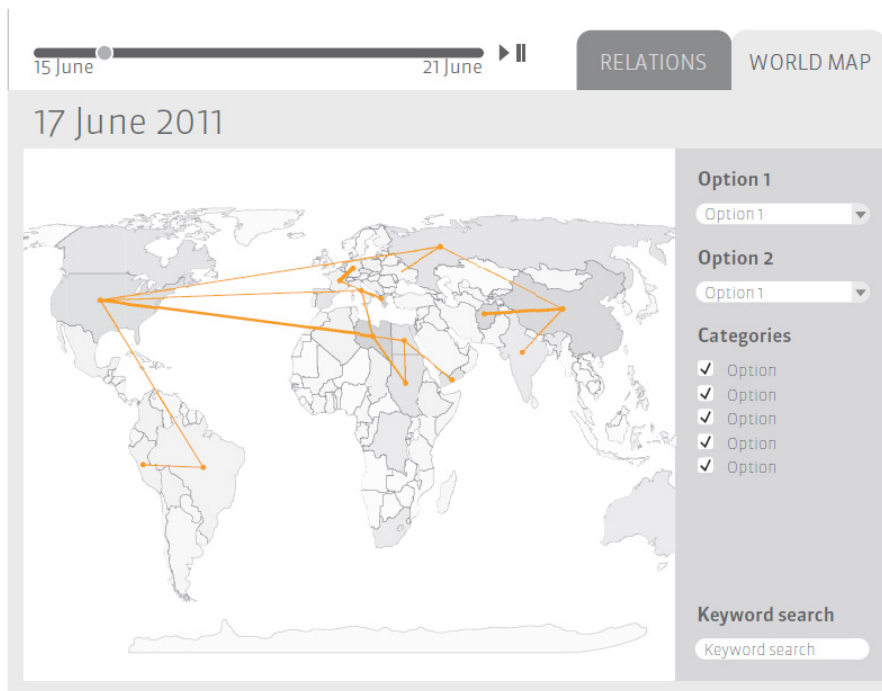 15 June
21 June
RELATIONS
WORLD MAP
17 June 2011
Option 1
Option 1
Option 2
Option 1
Categories
Option
Option
Option
Option
Option
Keyword search
Keyword search